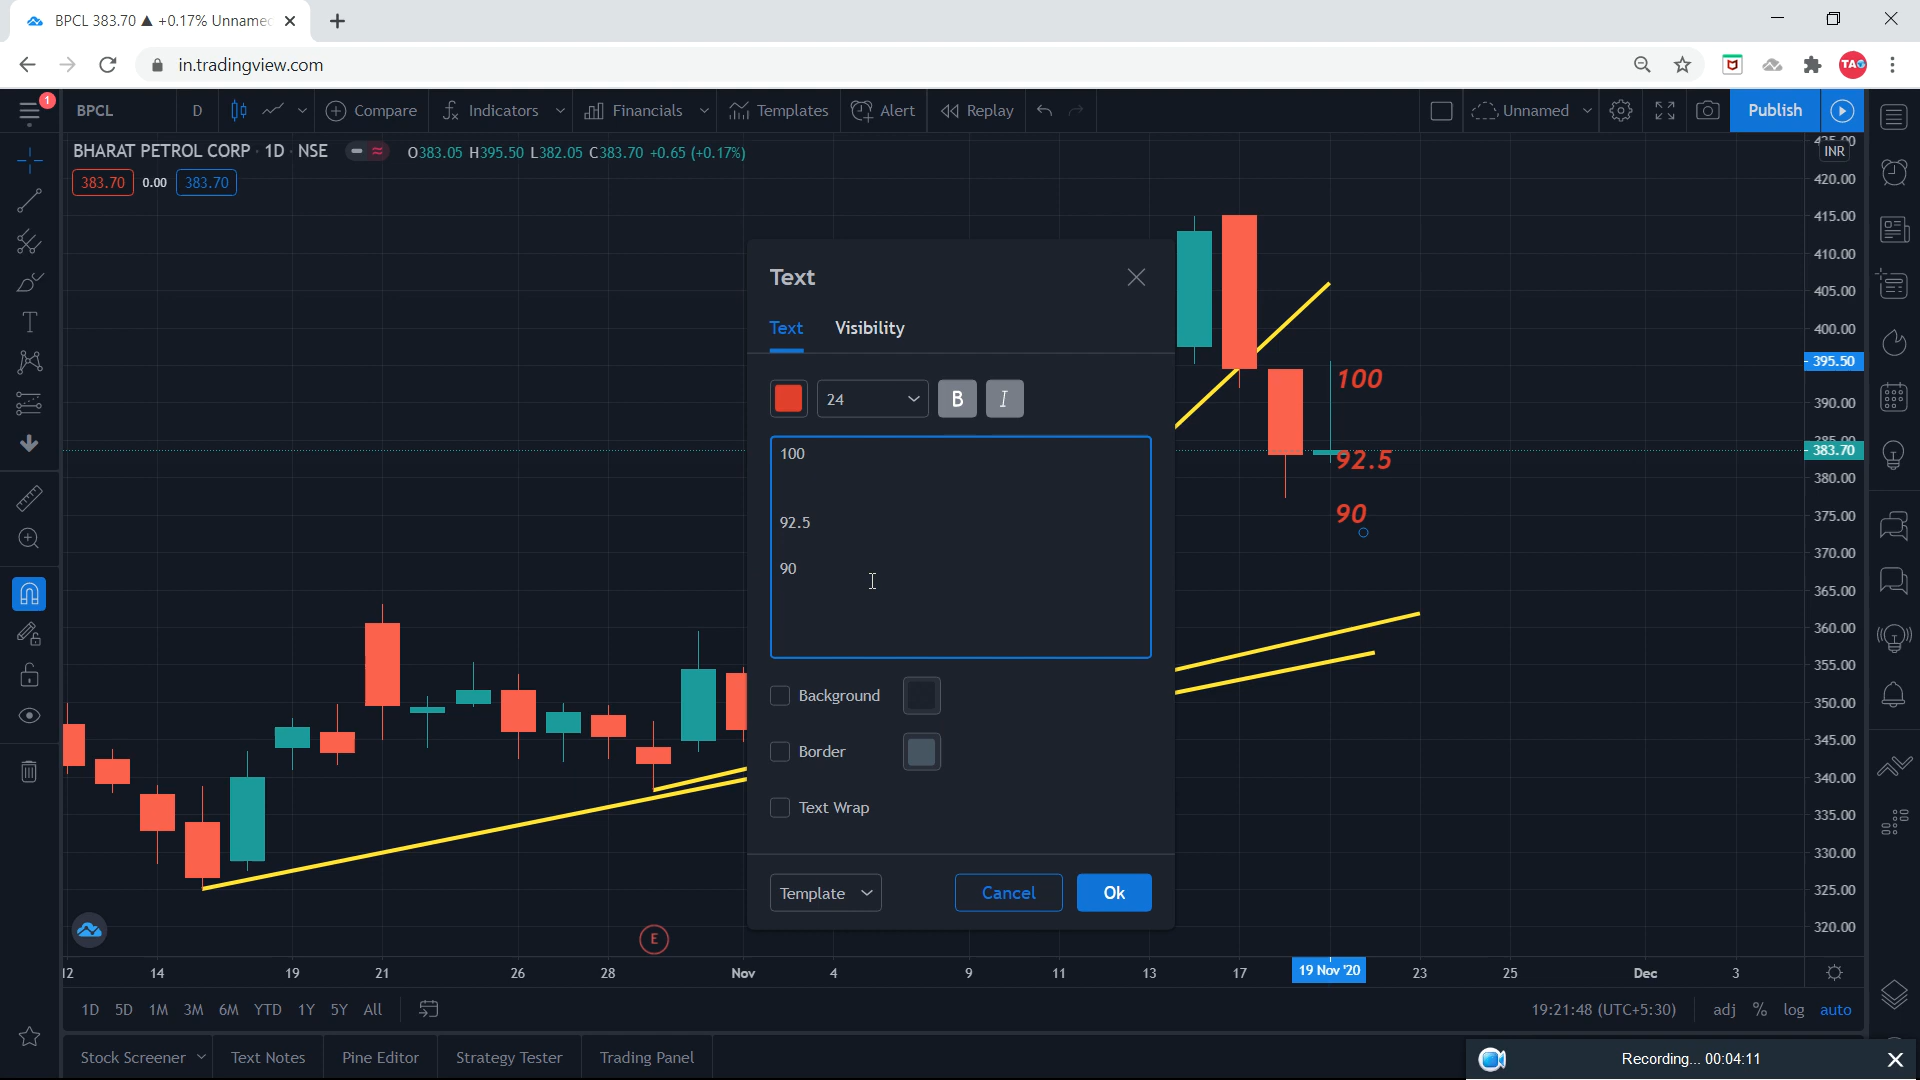 BPCL 383.70 ▲ +0.17% Unname
in.tradingview.com
TAG
1
BPCL
D
Compare
Indicators
Financials
Templates
Alert
Replay
Unnamed
Publish
BHARAT PETROL CORP · 1D · NSE
O383.05 H395.50 L382.05 C383.70 +0.65 (+0.17%)
383.70 0.00 383.70
INR
420.00
415.00
410.00
405.00
400.00
395.50
390.00
385.00
383.70
380.00
375.00
370.00
365.00
360.00
355.00
350.00
345.00
340.00
335.00
330.00
325.00
320.00
100
92.5
90
Text
Text Visibility
24 B I
100
92.5
90
Background
Border
Text Wrap
Template Cancel Ok
E
12 14 19 21 26 28 Nov 4 9 11 13 17 19 Nov '20 23 25 Dec 3
1D 5D 1M 3M 6M YTD 1Y 5Y All
19:21:48 (UTC+5:30) adj % log auto
Stock Screener Text Notes Pine Editor Strategy Tester Trading Panel
Recording... 00:04:11